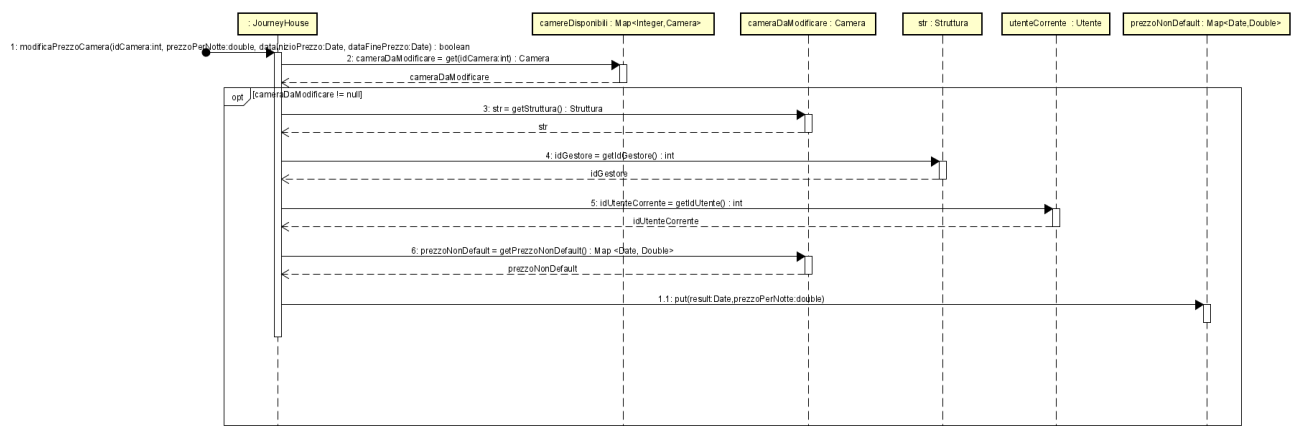 : JourneyHouse
camereDisponibili : Map<Integer,Camera>
cameraDaModificare : Camera
str : Struttura
utenteCorrente : Utente
prezzoNonDefault : Map<Date,Double>
1: modificaPrezzoCamera(idCamera:int, prezzoPerNotte:double, dataInizioPrezzo:Date, dataFinePrezzo:Date) : boolean
2: cameraDaModificare = get(idCamera:int) : Camera
cameraDaModificare
opt
[cameraDaModificare != null]
3: str = getStruttura() : Struttura
str
4: idGestore = getIdGestore() : int
idGestore
5: idUtenteCorrente = getIdUtente() : int
idUtenteCorrente
6: prezzoNonDefault = getPrezzoNonDefault() : Map <Date, Double>
prezzoNonDefault
1.1: put(result:Date,prezzoPerNotte:double)